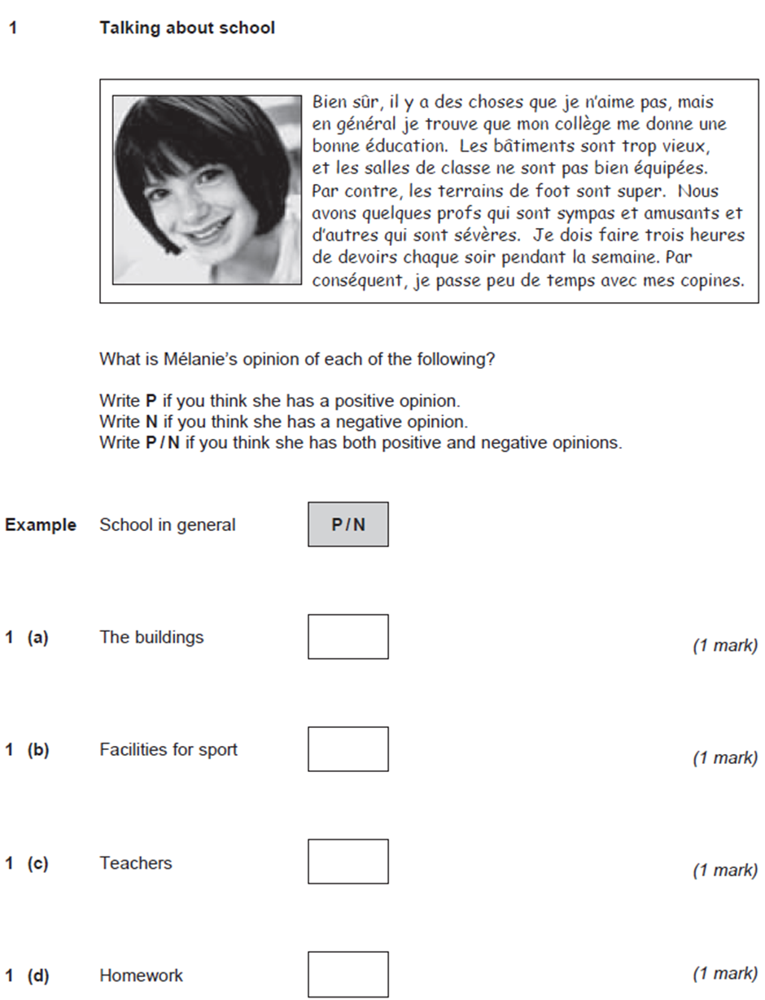 1 Talking about school
Bien sûr, il y a des choses que je n'aime pas, mais
en général je trouve que mon collège me donne une
bonne éducation. Les bâtiments sont trop vieux,
et les salles de classe ne sont pas bien équipées.
Par contre, les terrains de foot sont super. Nous
avons quelques profs qui sont sympas et amusants et
d'autres qui sont sévères. Je dois faire trois heures
de devoirs chaque soir pendant la semaine. Par
conséquent, je passe peu de temps avec mes copines.
What is Mélanie's opinion of each of the following?
Write P if you think she has a positive opinion.
Write N if you think she has a negative opinion.
Write P/N if you think she has both positive and negative opinions.
Example School in general P/N
1 (a) The buildings (1 mark)
1 (b) Facilities for sport (1 mark)
1 (c) Teachers (1 mark)
1 (d) Homework (1 mark)